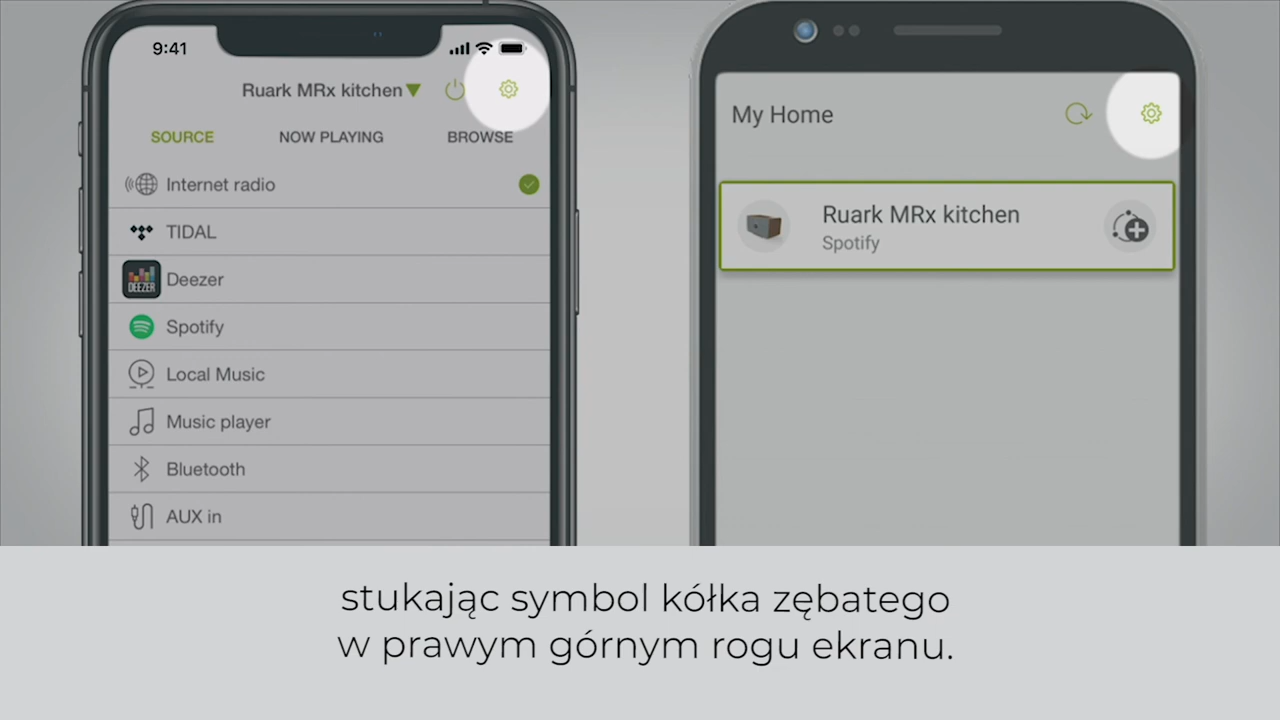 9:41
Ruark MRx kitchen
SOURCE NOW PLAYING BROWSE
Internet radio
TIDAL
DEEZER Deezer
Spotify
Local Music
Music player
Bluetooth
AUX in
My Home
Ruark MRx kitchen
Spotify
stukając symbol kółka zębatego
w prawym górnym rogu ekranu.